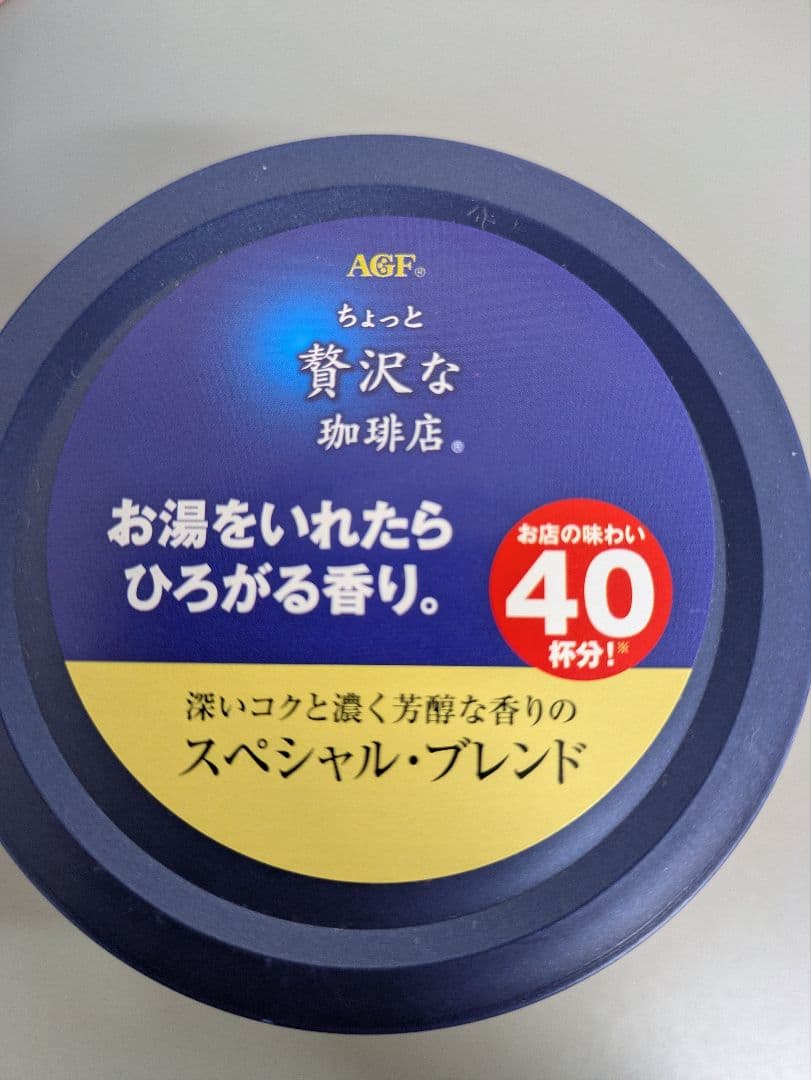 AGF®
ちょっと
贅沢な
珈琲店®
お湯をいれたら
ひろがる香り。
お店の味わい
40
杯分!※
深いコクと濃く芳醇な香りの
スペシャル・ブレンド